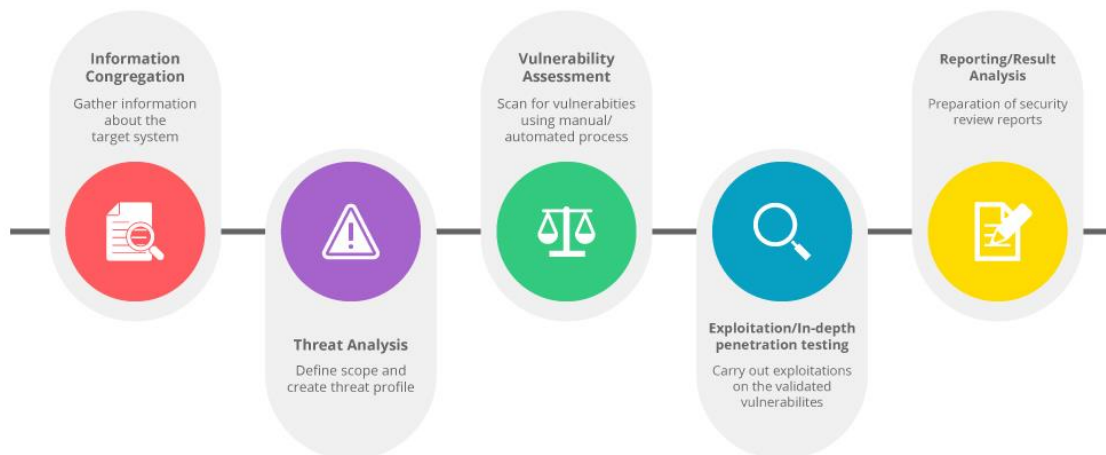 Information
Congregation
Gather information
about the
target system
Threat Analysis
Define scope and
create threat profile
Vulnerability
Assessment
Scan for vulnerabities
using manual/
automated process
Exploitation/In-depth
penetration testing
Carry out exploitations
on the validated
vulnerabilites
Reporting/Result
Analysis
Preparation of security
review reports